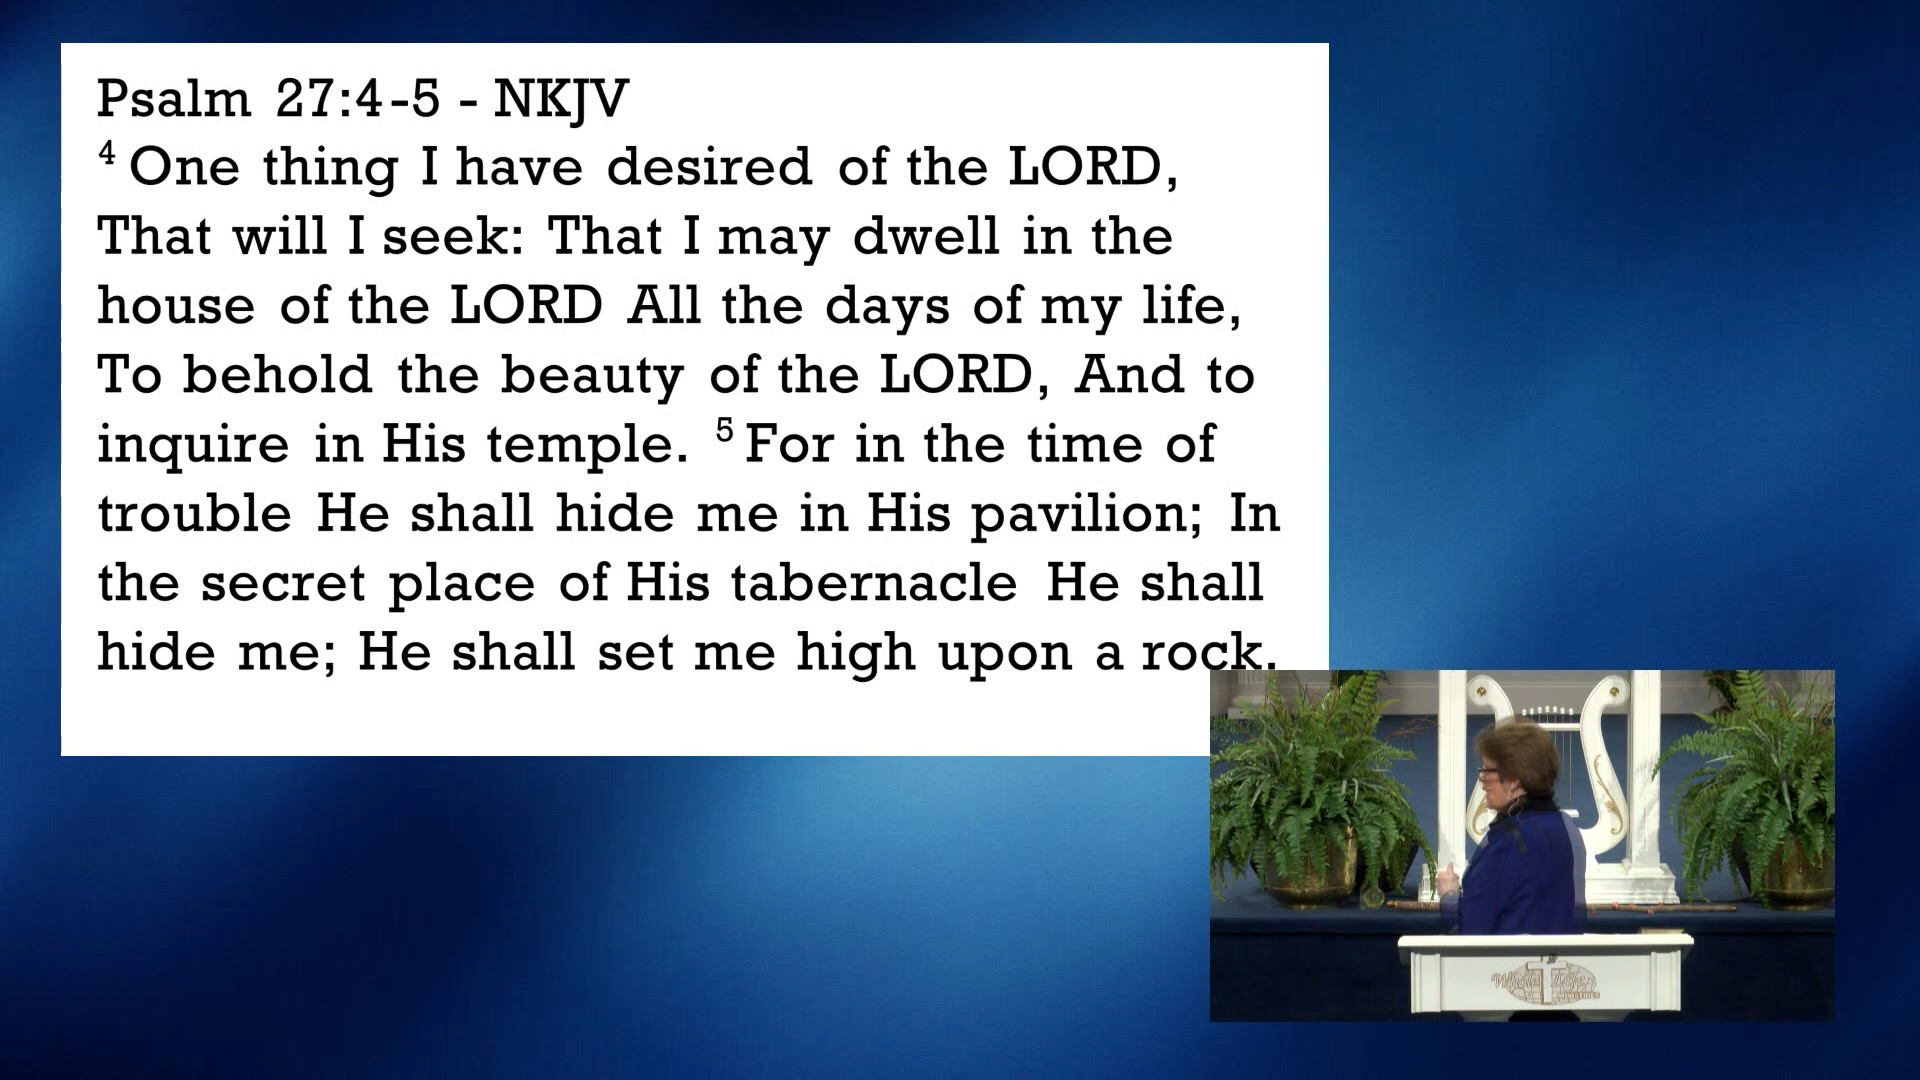 Psalm 27:4-5 - NKJV
4 One thing I have desired of the LORD,
That will I seek: That I may dwell in the
house of the LORD All the days of my life,
To behold the beauty of the LORD, And to
inquire in His temple. 5 For in the time of
trouble He shall hide me in His pavilion; In
the secret place of His tabernacle He shall
hide me; He shall set me high upon a rock.
Whole Life
MINISTRIES